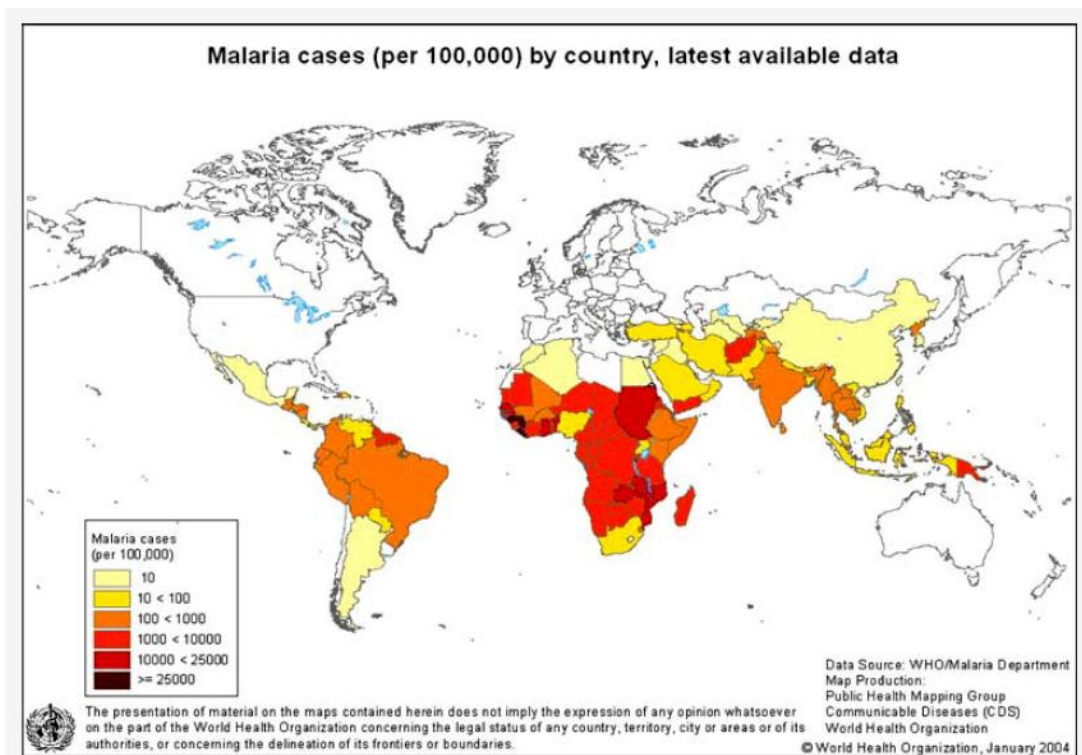 Malaria cases (per 100,000) by country, latest available data
Malaria cases
(per 100,000)
10
10 < 100
100 < 1000
1000 < 10000
10000 < 25000
>= 25000
Data Source: WHO/Malaria Department
Map Production:
Public Health Mapping Group
Communicable Diseases (CDS)
World Health Organization
The presentation of material on the maps contained herein does not imply the expression of any opinion whatsoever
on the part of the World Health Organization concerning the legal status of any country, territory, city or areas or of its
authorities, or concerning the delineation of its frontiers or boundaries.
© World Health Organization, January 2004